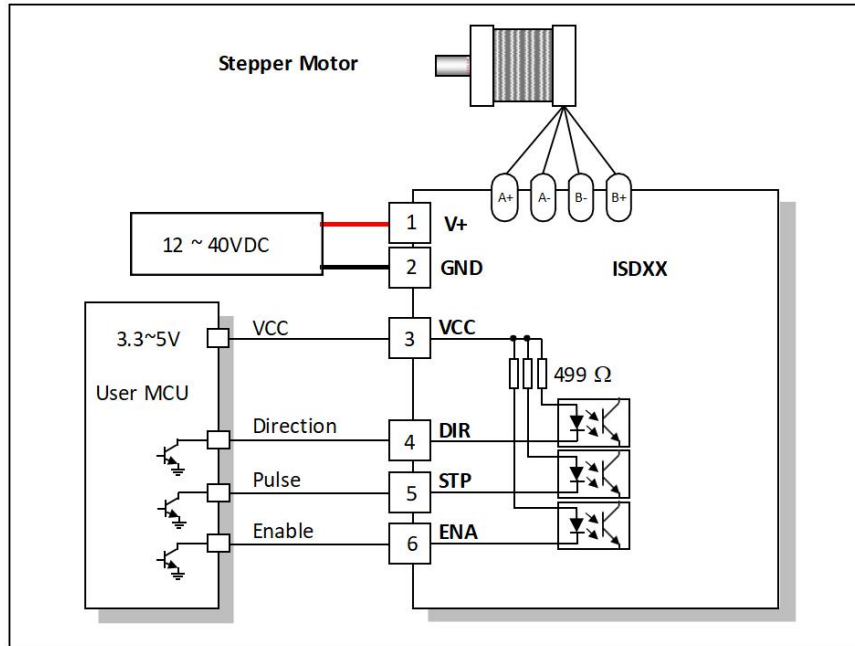 Stepper Motor
A+ A- B- B+
1 V+
12 ~ 40VDC
2 GND
ISDXX
3.3~5V VCC 3 VCC
499 Ω
User MCU
Direction 4 DIR
Pulse 5 STP
Enable 6 ENA